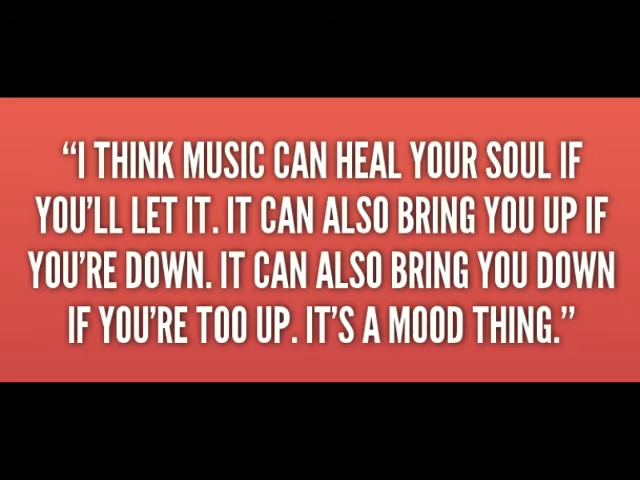 “I THINK MUSIC CAN HEAL YOUR SOUL IF
YOU’LL LET IT. IT CAN ALSO BRING YOU UP IF
YOU’RE DOWN. IT CAN ALSO BRING YOU DOWN
IF YOU’RE TOO UP. IT’S A MOOD THING.”